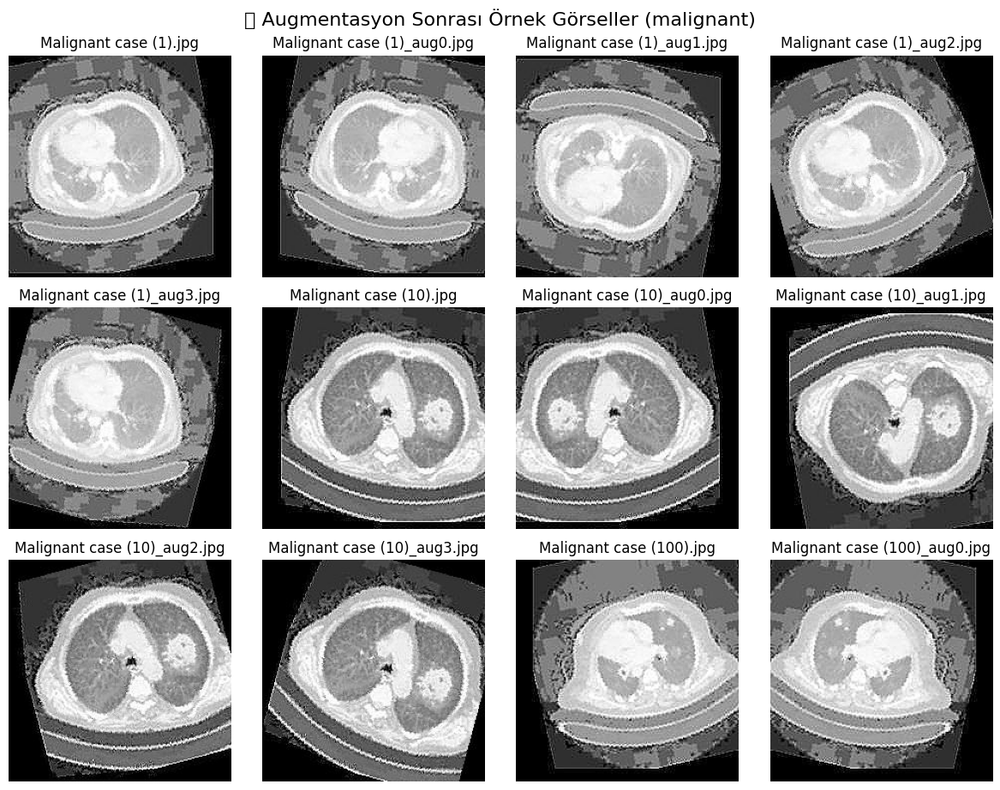 Augmentasyon Sonrası Örnek Görseller (malignant)
Malignant case (1).jpg
Malignant case (1)_aug0.jpg
Malignant case (1)_aug1.jpg
Malignant case (1)_aug2.jpg
Malignant case (1)_aug3.jpg
Malignant case (10).jpg
Malignant case (10)_aug0.jpg
Malignant case (10)_aug1.jpg
Malignant case (10)_aug2.jpg
Malignant case (10)_aug3.jpg
Malignant case (100).jpg
Malignant case (100)_aug0.jpg